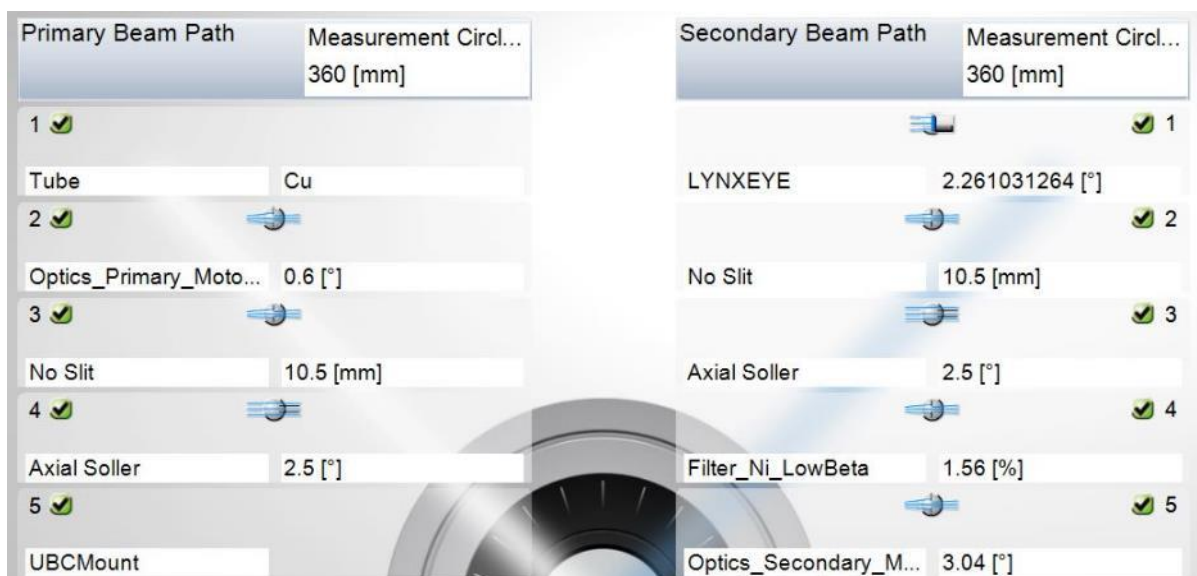 Primary Beam Path
Measurement Circl...
360 [mm]
1
Tube Cu
2
Optics_Primary_Moto... 0.6 [°]
3
No Slit 10.5 [mm]
4
Axial Soller 2.5 [°]
5
UBCMount
Secondary Beam Path
Measurement Circl...
360 [mm]
1
LYNXEYE 2.261031264 [°]
2
No Slit 10.5 [mm]
3
Axial Soller 2.5 [°]
4
Filter_Ni_LowBeta 1.56 [%]
5
Optics_Secondary_M... 3.04 [°]